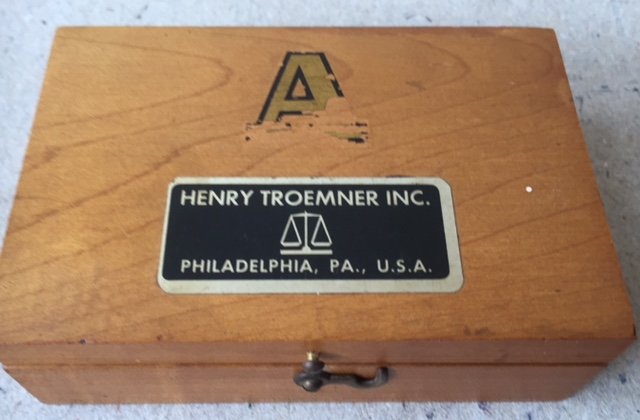 A
HENRY TROEMNER INC.
PHILADELPHIA, PA., U.S.A.